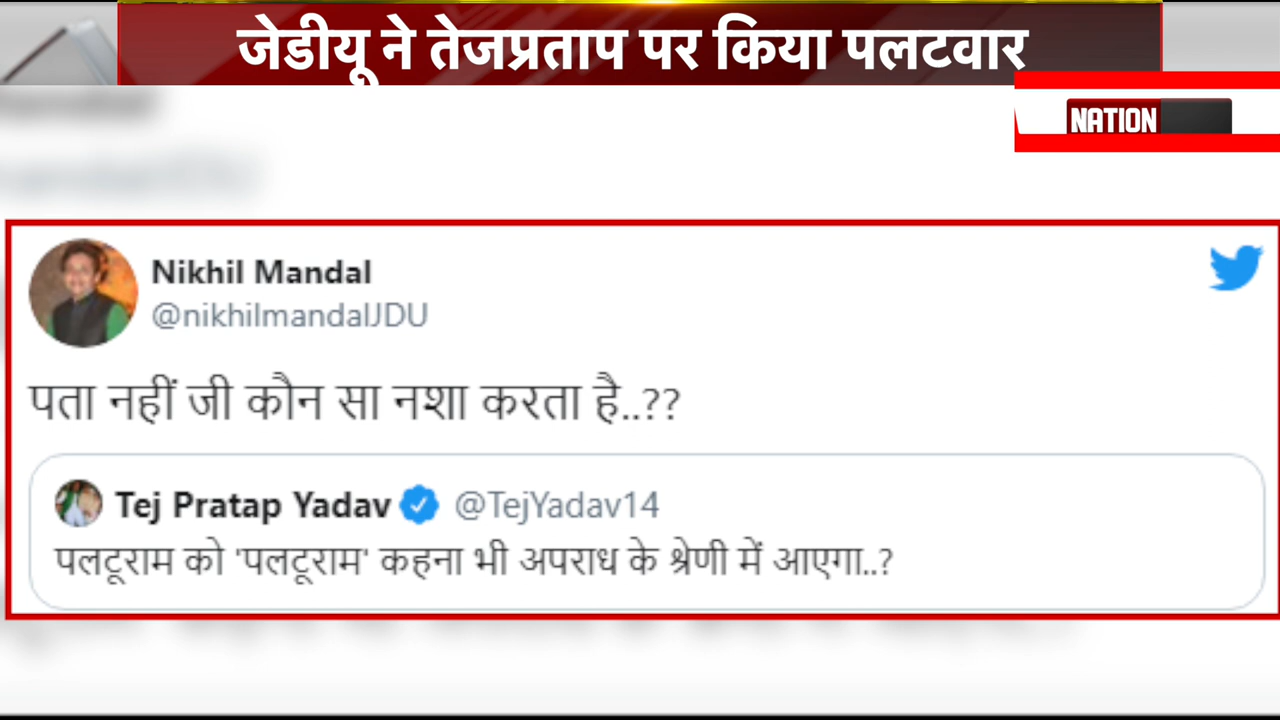 जेडीयू ने तेजप्रताप पर किया पलटवार
NATION
Nikhil Mandal
@nikhilmandalJDU
पता नहीं जी कौन सा नशा करता है..??
Tej Pratap Yadav @TejYadav14
पलटूराम को 'पलटूराम' कहना भी अपराध के श्रेणी में आएगा..?